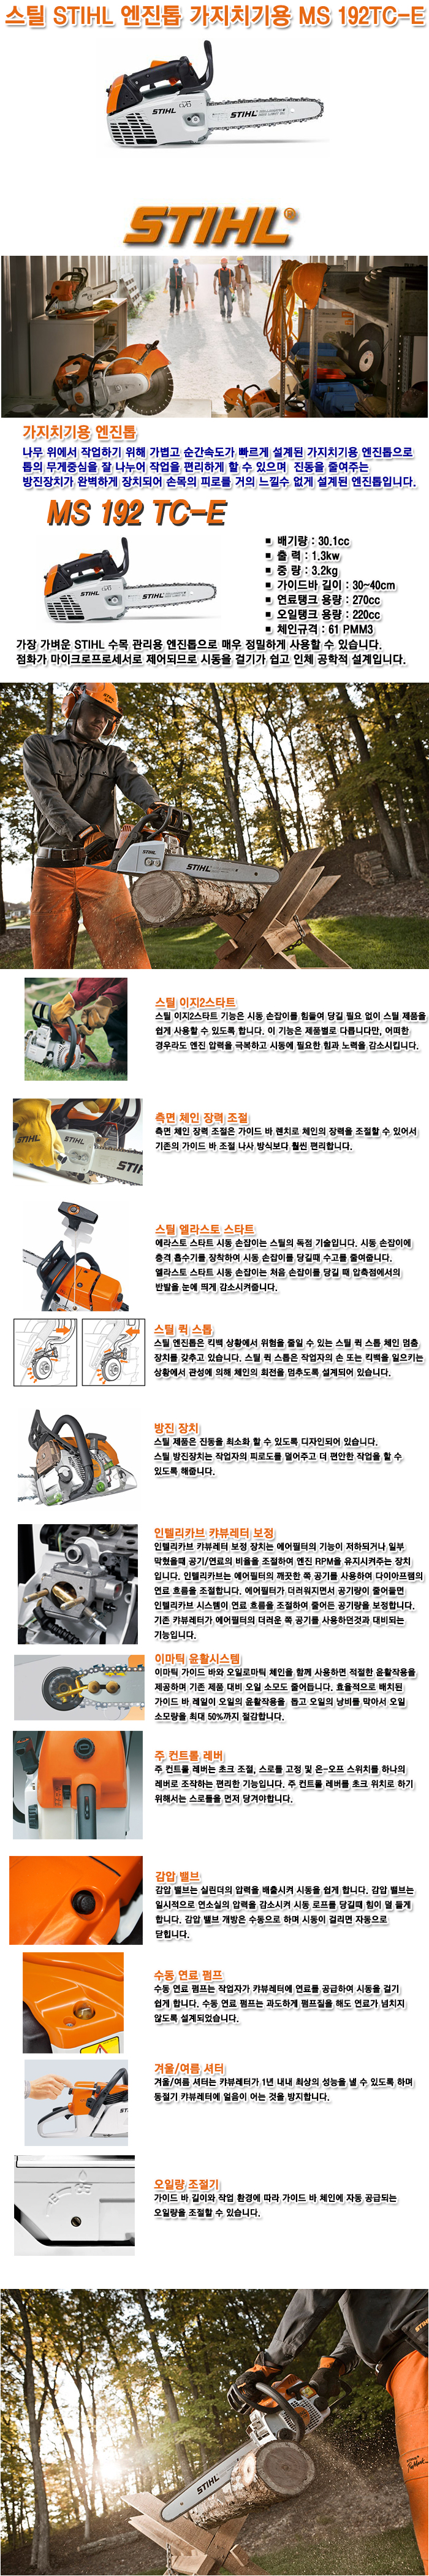 스틸 STIHL 엔진톱 가지치기용 MS 192TC-E
STIHL
STIHL®
가지치기용 엔진톱
나무 위에서 작업하기 위해 가볍고 순간속도가 빠르게 설계된 가지치기용 엔진톱으로
톱의 무게중심을 잘 나누어 작업을 편리하게 할 수 있으며 진동을 줄여주는
방진장치가 완벽하게 장치되어 손목의 피로를 거의 느낄수 없게 설계된 엔진톱입니다.
MS 192 TC-E
■ 배기량 : 30.1cc
■ 출 력 : 1.3kw
■ 중 량 : 3.2kg
■ 가이드바 길이 : 30~40cm
■ 연료탱크 용량 : 270cc
■ 오일탱크 용량 : 220cc
■ 체인규격 : 61 PMM3
STIHL
가장 가벼운 STIHL 수목 관리용 엔진톱으로 매우 정밀하게 사용할 수 있습니다.
점화가 마이크로프로세서로 제어되므로 시동을 걸기가 쉽고 인체 공학적 설계입니다.
STIHL
스틸 이지2스타트
스틸 이지2스타트 기능은 시동 손잡이를 힘들여 당길 필요 없이 스틸 제품을
쉽게 사용할 수 있도록 합니다. 이 기능은 제품별로 다릅니다만, 어떠한
경우라도 엔진 압력을 극복하고 시동에 필요한 힘과 노력을 감소시킵니다.
측면 체인 장력 조절
측면 체인 장력 조절은 가이드 바 렌치로 체인의 장력을 조절할 수 있어서
기존의 가이드 바 조절 나사 방식보다 훨씬 편리합니다.
스틸 엘라스토 스타트
에라스토 스타트 시동 손잡이는 스틸의 독점 기술입니다. 시동 손잡이에
충격 흡수기를 장착하여 시동 손잡이를 당길때 수고를 줄여줍니다.
엘라스토 스타트 시동 손잡이는 처음 손잡이를 당길 때 압축점에서의
반발을 눈에 띄게 감소시켜줍니다.
스틸 퀵 스톱
스틸 엔진톱은 킥백 상황에서 위험을 줄일 수 있는 스틸 퀵 스톱 체인 멈춤
장치를 갖추고 있습니다. 스틸 퀵 스톱은 작업자의 손 또는 킥백을 일으키는
상황에서 관성에 의해 체인의 회전을 멈추도록 설계되어 있습니다.
방진 장치
스틸 제품은 진동을 최소화 할 수 있도록 디자인되어 있습니다.
스틸 방진장치는 작업자의 피로도를 덜어주고 더 편안한 작업을 할 수
있도록 해줍니다.
인텔리카브 캬뷰레터 보정
인텔리카브 캬뷰레터 보정 장치는 에어필터의 기능이 저하되거나 일부
막혔을때 공기/연료의 비율을 조절하여 엔진 RPM을 유지시켜주는 장치
입니다. 인텔리카브는 에어필터의 깨끗한 쪽 공기를 사용하여 다이아프램의
연료 흐름을 조절합니다. 에어필터가 더러워지면서 공기량이 줄어들면
인텔리카브 시스템이 연료 흐름을 조절하여 줄어든 공기량을 보정합니다.
기존 캬뷰레터가 에어필터의 더러운 쪽 공기를 사용하던것과 대비되는
기능입니다.
이마틱 윤활시스템
이마틱 가이드 바와 오일로마틱 체인을 함께 사용하면 적절한 윤활작용을
제공하며 기존 제품 대비 오일 소모도 줄어듭니다. 효율적으로 배치된
가이드 바 레일이 오일의 윤활작용을 돕고 오일의 낭비를 막아서 오일
소모량을 최대 50%까지 절감합니다.
주 컨트롤 레버
주 컨트롤 레버는 초크 조절, 스로틀 고정 및 온-오프 스위치를 하나의
레버로 조작하는 편리한 기능입니다. 주 컨트롤 레버를 초크 위치로 하기
위해서는 스로틀을 먼저 당겨야합니다.
감압 밸브
감압 밸브는 실린더의 압력을 배출시켜 시동을 쉽게 합니다. 감압 밸브는
일시적으로 연소실의 압력을 감소시켜 시동 로프를 당길때 힘이 덜 들게
합니다. 감압 밸브 개방은 수동으로 하며 시동이 걸리면 자동으로
닫힙니다.
수동 연료 펌프
수동 연료 펌프는 작업자가 캬뷰레터에 연료를 공급하여 시동을 걸기
쉽게 합니다. 수동 연료 펌프는 과도하게 펌프질을 해도 연료가 넘치지
않도록 설계되었습니다.
겨울/여름 셔터
겨울/여름 셔터는 캬뷰레터가 1년 내내 최상의 성능을 낼 수 있도록 하며
동절기 캬뷰레터에 얼음이 어는 것을 방지합니다.
오일량 조절기
가이드 바 길이와 작업 환경에 따라 가이드 바 체인에 자동 공급되는
오일량을 조절할 수 있습니다.
STIHL